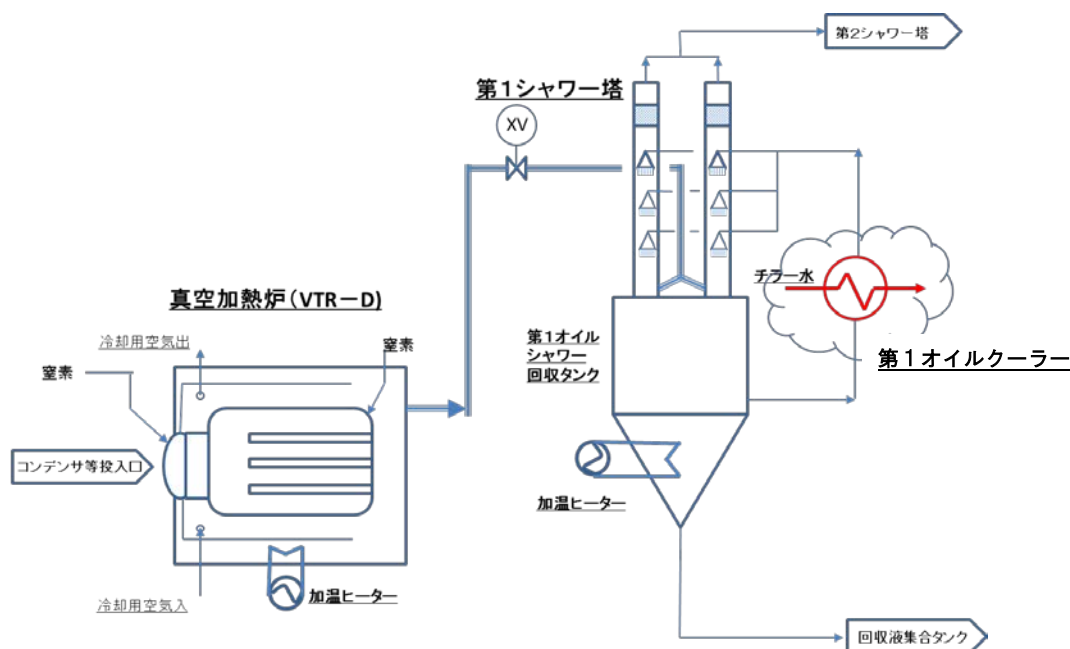 第2シャワー塔
第1シャワー塔
XV
チラー水
真空加熱炉(VTR-D)
冷却用空気出
窒素
窒素
第1オイル
シャワー
回収タンク
第1オイルクーラー
コンデンサ等投入口
加温ヒーター
冷却用空気入
加温ヒーター
回収液集合タンク